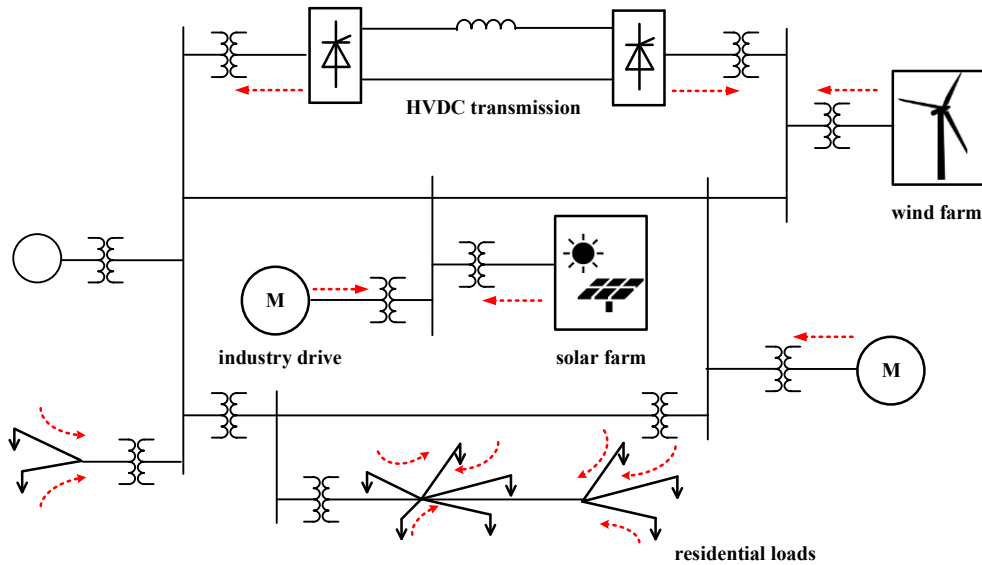 HVDC transmission
wind farm
M
industry drive
solar farm
M
residential loads